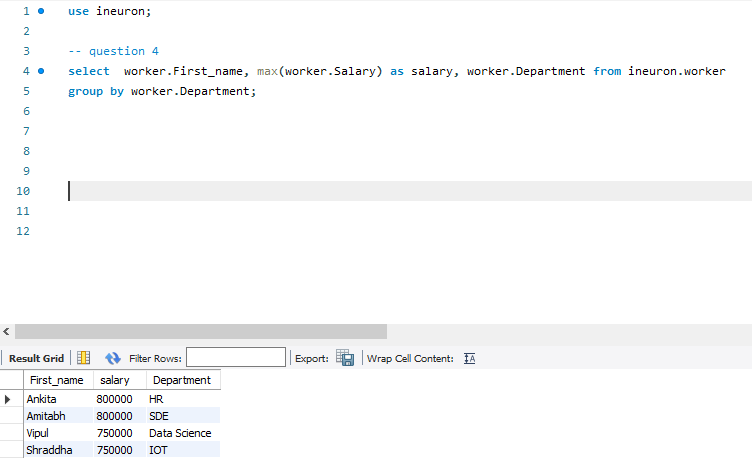 1 use ineuron;
2
3 -- question 4
4 select  worker.First_name, max(worker.Salary) as salary, worker.Department from ineuron.worker
5 group by worker.Department;
6
7
8
9
10
11
12
Result Grid Filter Rows: Export: Wrap Cell Content: IA
First_name salary Department
Ankita 800000 HR
Amitabh 800000 SDE
Vipul 750000 Data Science
Shraddha 750000 IOT